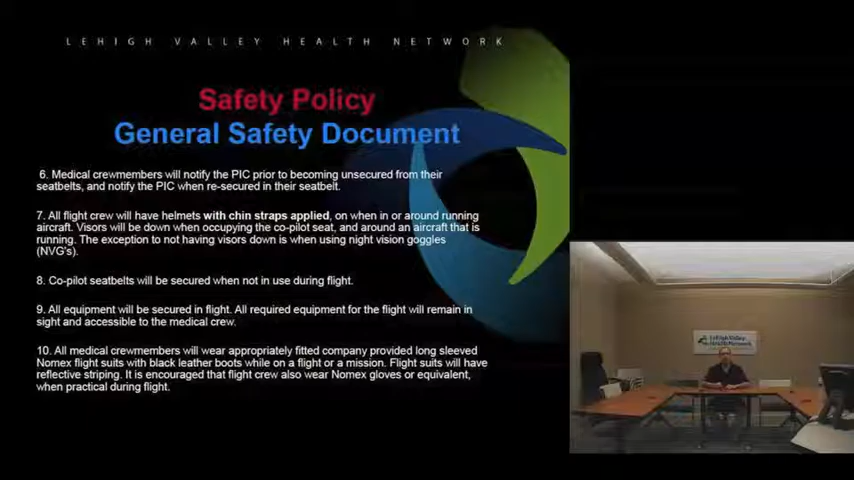 LEHIGH VALLEY HEALTH NETWORK
Safety Policy
General Safety Document
6. Medical crewmembers will notify the PIC prior to becoming unsecured from their
seatbelts, and notify the PIC when re-secured in their seatbelt.
7. All flight crew will have helmets with chin straps applied, on when in or around running
aircraft. Visors will be down when occupying the co-pilot seat, and around an aircraft that is
running. The exception to not having visors down is when using night vision goggles
(NVG's).
8. Co-pilot seatbelts will be secured when not in use during flight.
9. All equipment will be secured in flight. All required equipment for the flight will remain in
sight and accessible to the medical crew.
10. All medical crewmembers will wear appropriately fitted company provided long sleeved
Nomex flight suits with black leather boots while on a flight or a mission. Flight suits will have
reflective striping. It is encouraged that flight crew also wear Nomex gloves or equivalent,
when practical during flight.
Lehigh Valley
Health Network